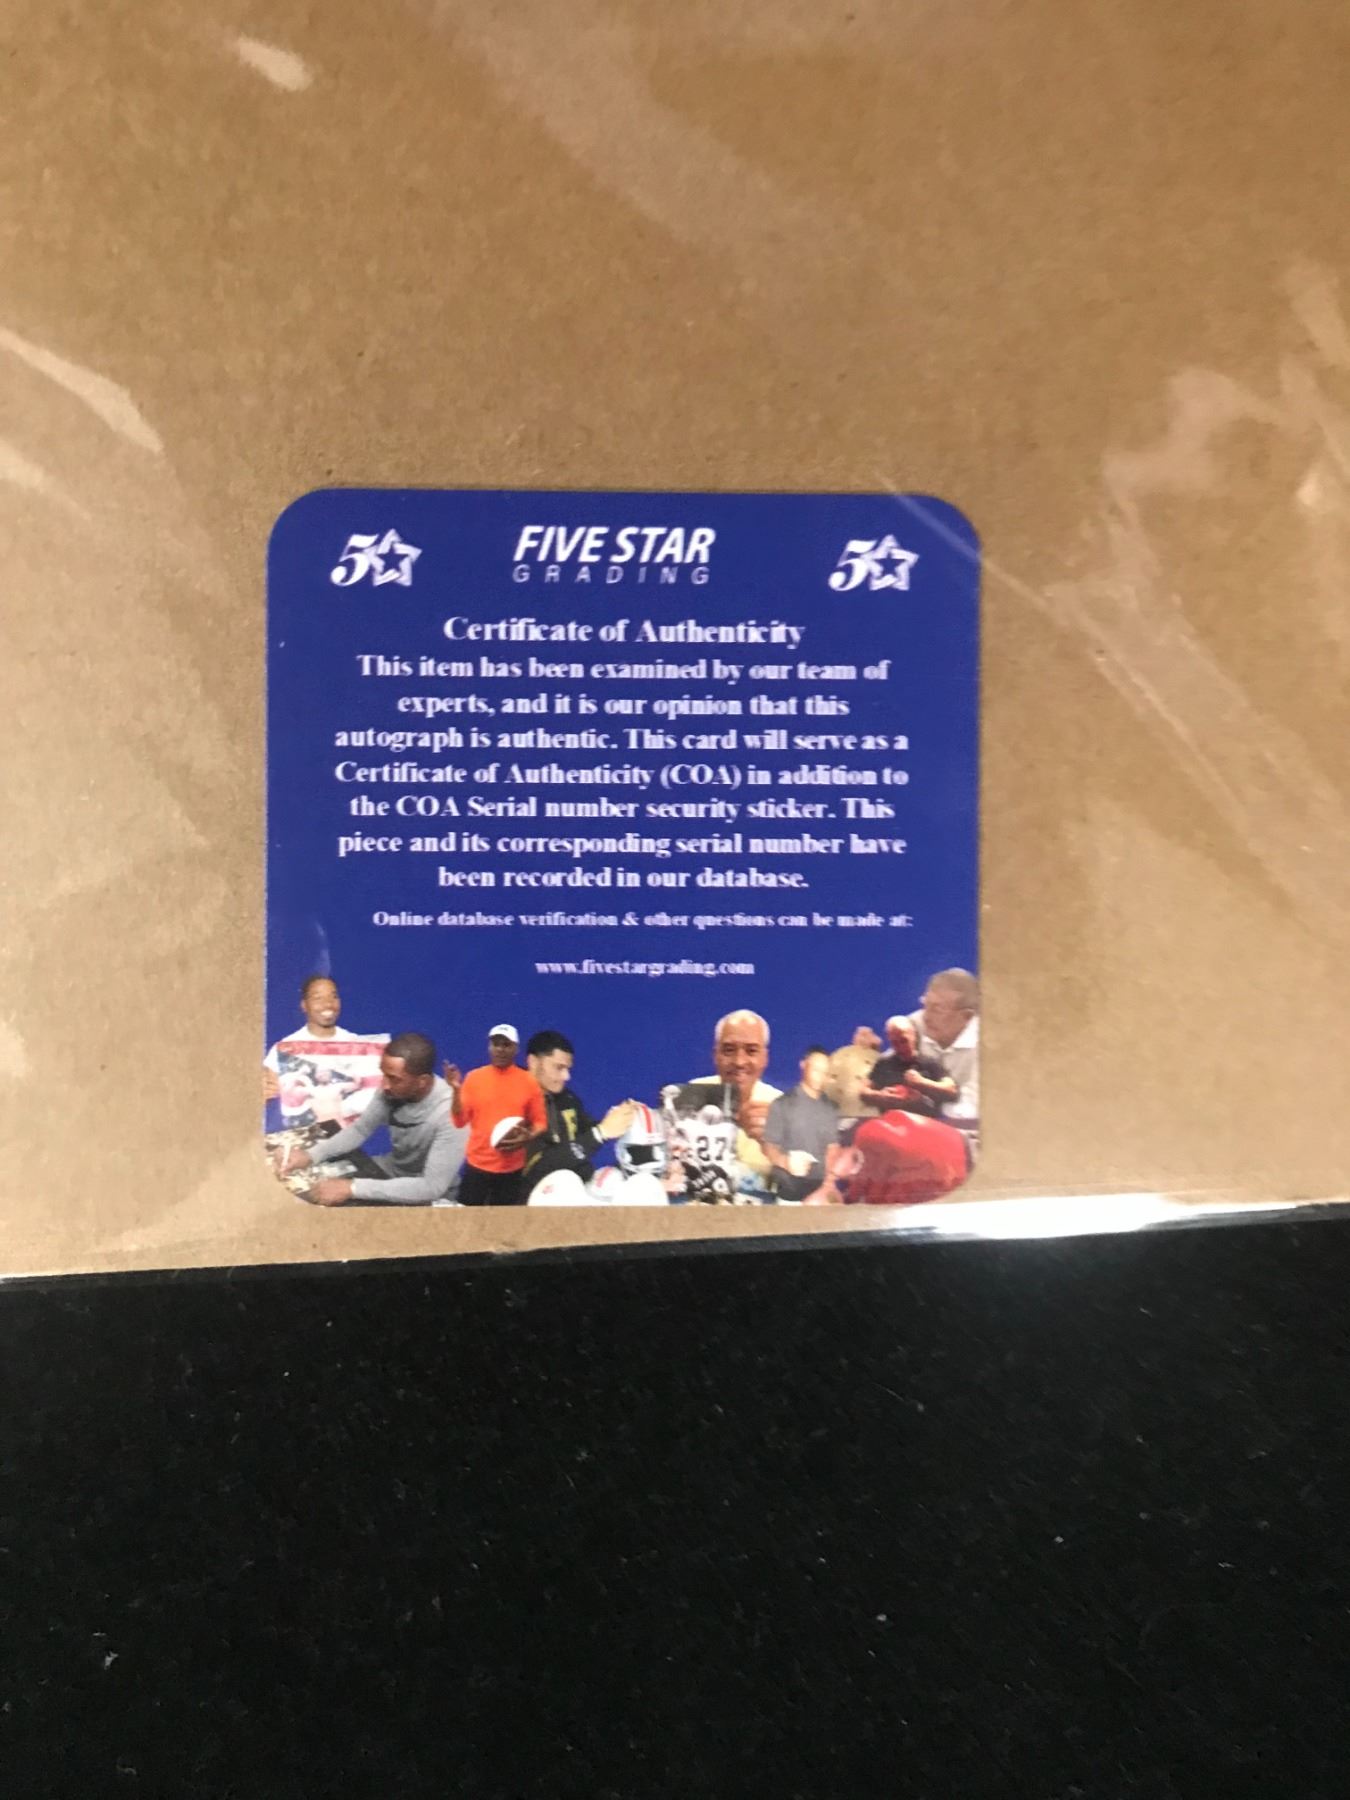 5 FIVE STAR 5
GRADING
Certificate of Authenticity
This item has been examined by our team of
experts, and it is our opinion that this
autograph is authentic. This card will serve as a
Certificate of Authenticity (COA) in addition to
the COA Serial number security sticker. This
piece and its corresponding serial number have
been recorded in our database.
Online database verification & other questions can be made at:
www.fivestargrading.com
27